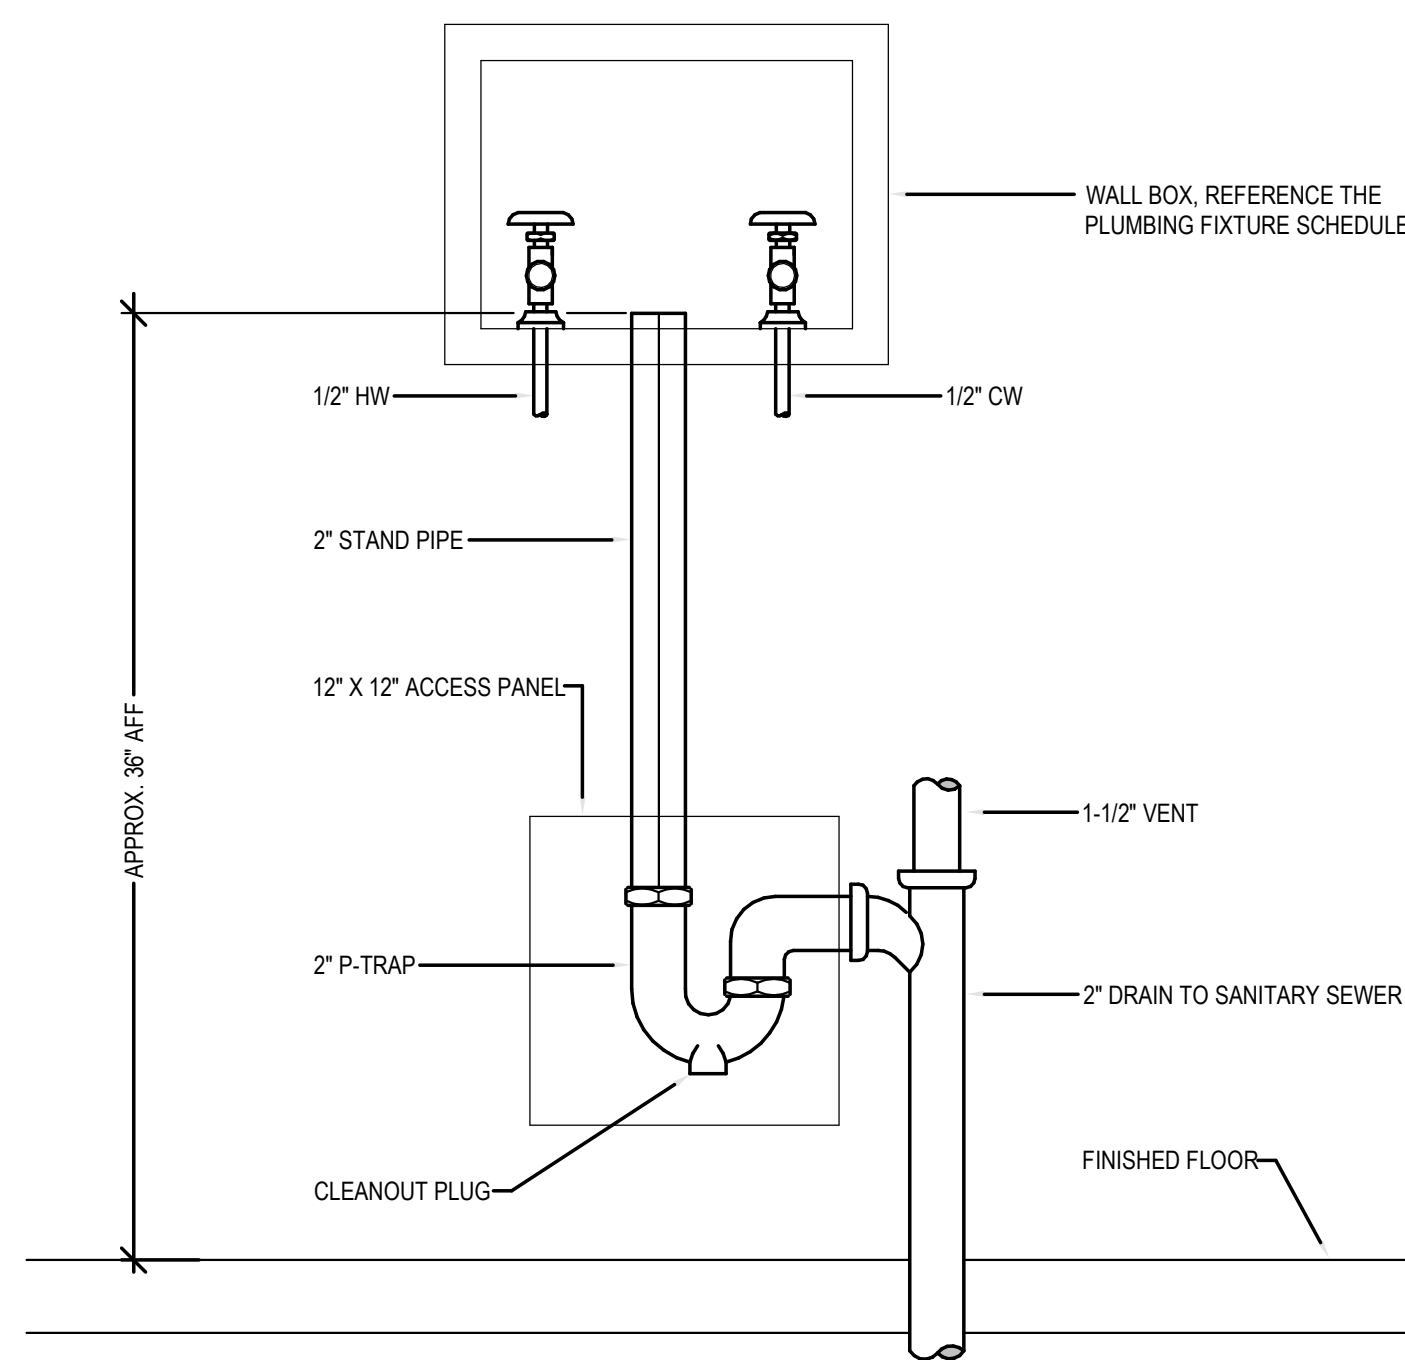 WALL BOX, REFERENCE THE
PLUMBING FIXTURE SCHEDULE
1/2" HW
1/2" CW
2" STAND PIPE
12" X 12" ACCESS PANEL
APPROX. 36" AFF
1-1/2" VENT
2" P-TRAP
2" DRAIN TO SANITARY SEWER
FINISHED FLOOR
CLEANOUT PLUG